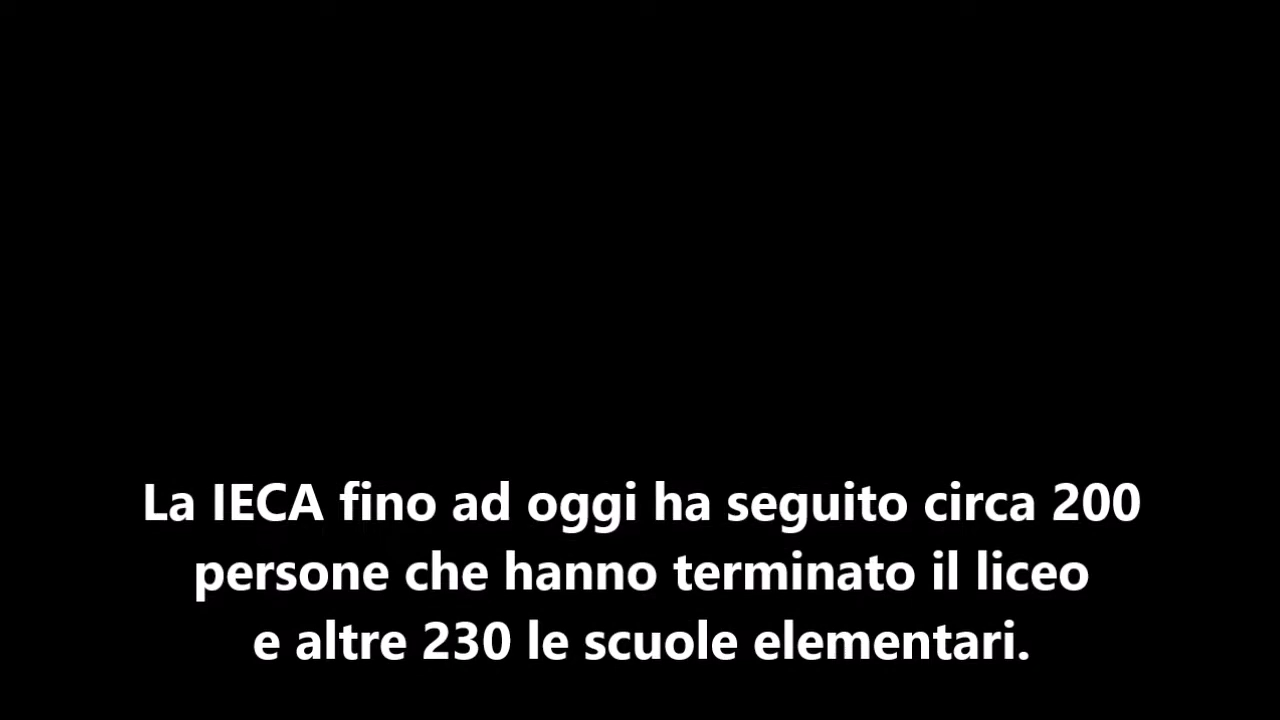 La IECA fino ad oggi ha seguito circa 200
persone che hanno terminato il liceo
e altre 230 le scuole elementari.